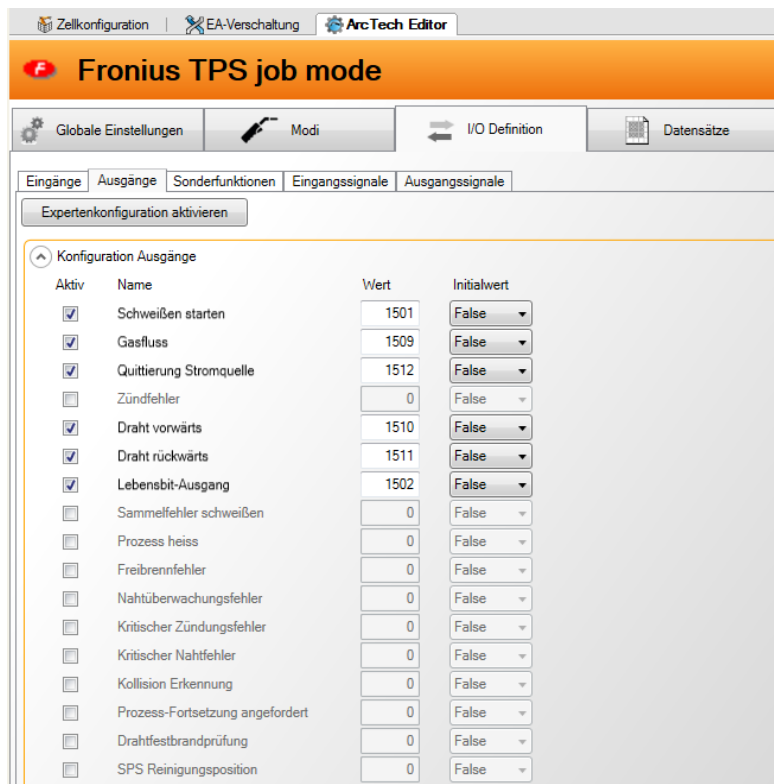 Zellkonfiguration | EA-Verschaltung ArcTech Editor
F Fronius TPS job mode
Globale Einstellungen Modi I/O Definition Datensätze
Eingänge Ausgänge Sonderfunktionen Eingangssignale Ausgangssignale
Expertenkonfiguration aktivieren
Konfiguration Ausgänge
Aktiv Name Wert Initialwert
Schweißen starten 1501 False
Gasfluss 1509 False
Quittierung Stromquelle 1512 False
Zündfehler 0 False
Draht vorwärts 1510 False
Draht rückwärts 1511 False
Lebensbit-Ausgang 1502 False
Sammelfehler schweißen 0 False
Prozess heiss 0 False
Freibrennfehler 0 False
Nahtüberwachungsfehler 0 False
Kritischer Zündungsfehler 0 False
Kritischer Nahtfehler 0 False
Kollision Erkennung 0 False
Prozess-Fortsetzung angefordert 0 False
Drahtfestbrandprüfung 0 False
SPS Reinigungsposition 0 False